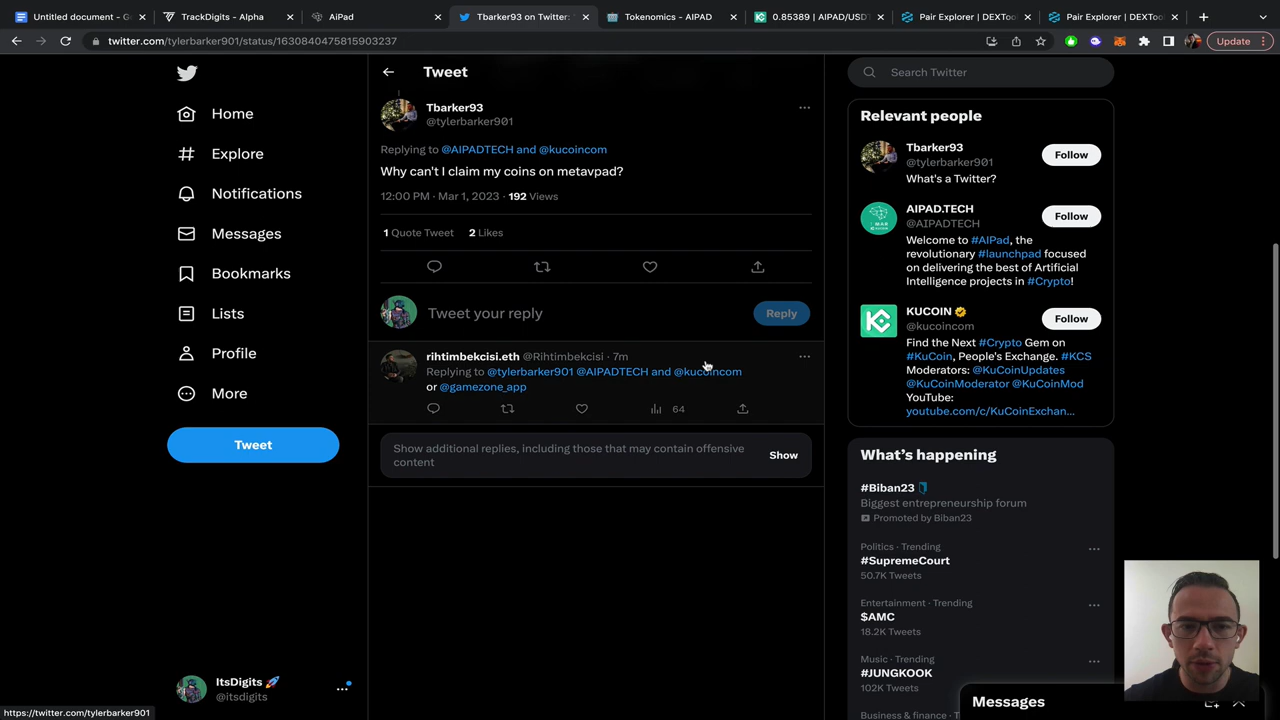 Untitled document - G
TrackDigits - Alpha
AiPad
Tbarker93 on Twitter:
Tokenomics - AIPAD
0.85389 | AIPAD/USDT
Pair Explorer | DEXToo
Pair Explorer | DEXToo
twitter.com/tylerbarker901/status/1630840475815903237
Update
Home
Explore
Notifications
Messages
Bookmarks
Lists
Profile
More
Tweet
ItsDigits 🚀
@itsdigits
https://twitter.com/tylerbarker901
Tweet
Tbarker93
@tylerbarker901
Replying to @AIPADTECH and @kucoincom
Why can't I claim my coins on metavpad?
12:00 PM · Mar 1, 2023 · 192 Views
1 Quote Tweet 2 Likes
Tweet your reply
Reply
rihtimbekcisi.eth @Rihtimbekcisi · 7m
Replying to @tylerbarker901 @AIPADTECH and @kucoincom
or @gamezone_app
64
Show additional replies, including those that may contain offensive
content
Show
Search Twitter
Relevant people
Tbarker93
@tylerbarker901
Follow
What's a Twitter?
AIPAD.TECH
@AIPADTECH
Follow
Welcome to #AIPad, the
revolutionary #launchpad focused
on delivering the best of Artificial
Intelligence projects in #Crypto!
KUCOIN
@kucoincom
Follow
Find the Next #Crypto Gem on
#KuCoin, People's Exchange. #KCS
Moderators: @KuCoinUpdates
@KuCoinModerator @KuCoinMod
YouTube:
youtube.com/c/KuCoinExchan...
What's happening
#Biban23
Biggest entrepreneurship forum
Promoted by Biban23
Politics · Trending
#SupremeCourt
50.7K Tweets
Entertainment · Trending
$AMC
18.2K Tweets
Music · Trending
#JUNGKOOK
102K Tweets
Business & finance
Messages